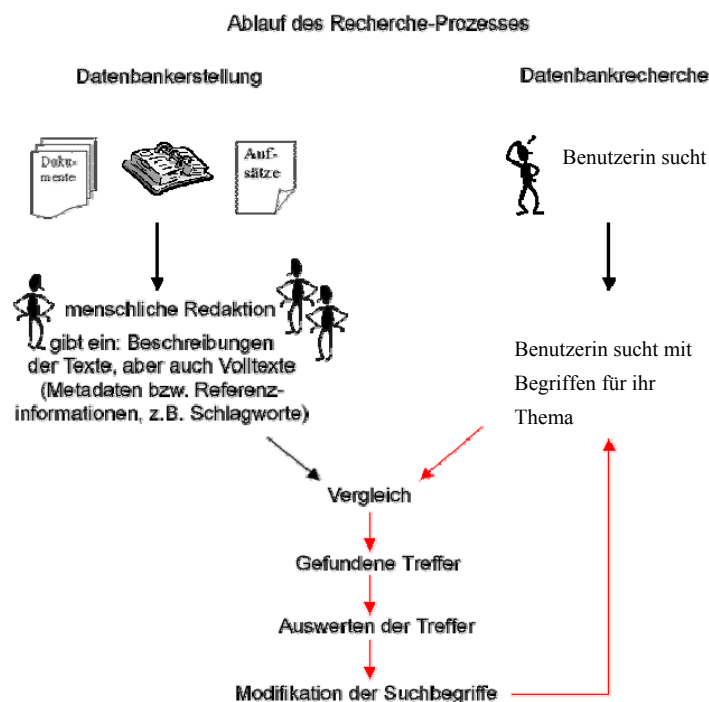 Ablauf des Recherche-Prozesses
Datenbankerstellung
Datenbankrecherche
Doku-
mente
Auf-
sätze
Benutzerin sucht
menschliche Redaktion
gibt ein: Beschreibungen
der Texte, aber auch Volltexte
(Metadaten bzw. Referenz-
informationen, z.B. Schlagworte)
Benutzerin sucht mit
Begriffen für ihr
Thema
Vergleich
Gefundene Treffer
Auswerten der Treffer
Modifikation der Suchbegriffe